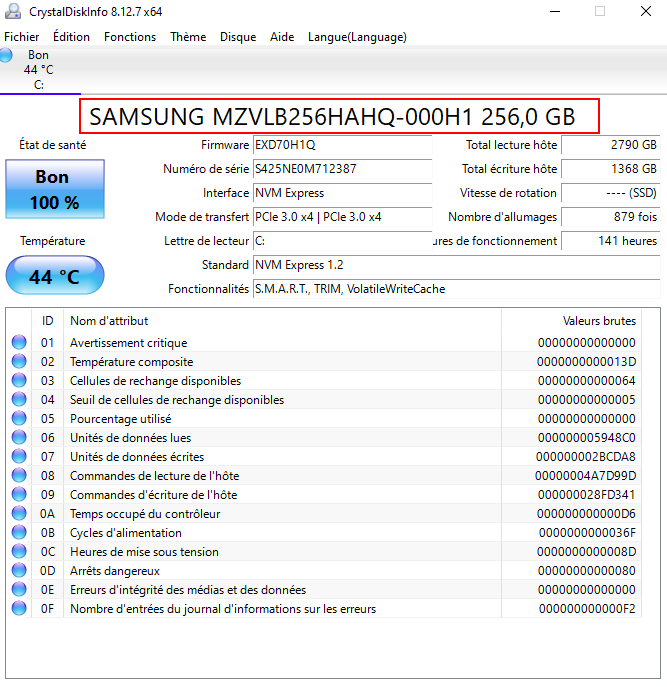 CrystalDiskInfo 8.12.7 x64
Fichier Édition Fonctions Thème Disque Aide Langue(Language)
Bon
44 °C
C:
SAMSUNG MZVLB256HAHQ-000H1 256,0 GB
État de santé
Bon
100 %
Température
44 °C
Firmware EXD70H1Q
Numéro de série S425NE0M712387
Interface NVM Express
Mode de transfert PCIe 3.0 x4 | PCIe 3.0 x4
Lettre de lecteur C:
Standard NVM Express 1.2
Fonctionnalités S.M.A.R.T., TRIM, VolatileWriteCache
Total lecture hôte 2790 GB
Total écriture hôte 1368 GB
Vitesse de rotation ---- (SSD)
Nombre d'allumages 879 fois
ures de fonctionnement 141 heures
ID Nom d'attribut Valeurs brutes
01 Avertissement critique 00000000000000
02 Température composite 0000000000013D
03 Cellules de rechange disponibles 00000000000064
04 Seuil de cellules de rechange disponibles 00000000000005
05 Pourcentage utilisé 00000000000000
06 Unités de données lues 000000005948C0
07 Unités de données écrites 000000002BCDA8
08 Commandes de lecture de l'hôte 00000004A7D99D
09 Commandes d'écriture de l'hôte 000000028FD341
0A Temps occupé du contrôleur 000000000000D6
0B Cycles d'alimentation 0000000000036F
0C Heures de mise sous tension 0000000000008D
0D Arrêts dangereux 00000000000080
0E Erreurs d'intégrité des médias et des données 00000000000000
0F Nombre d'entrées du journal d'informations sur les erreurs 000000000000F2